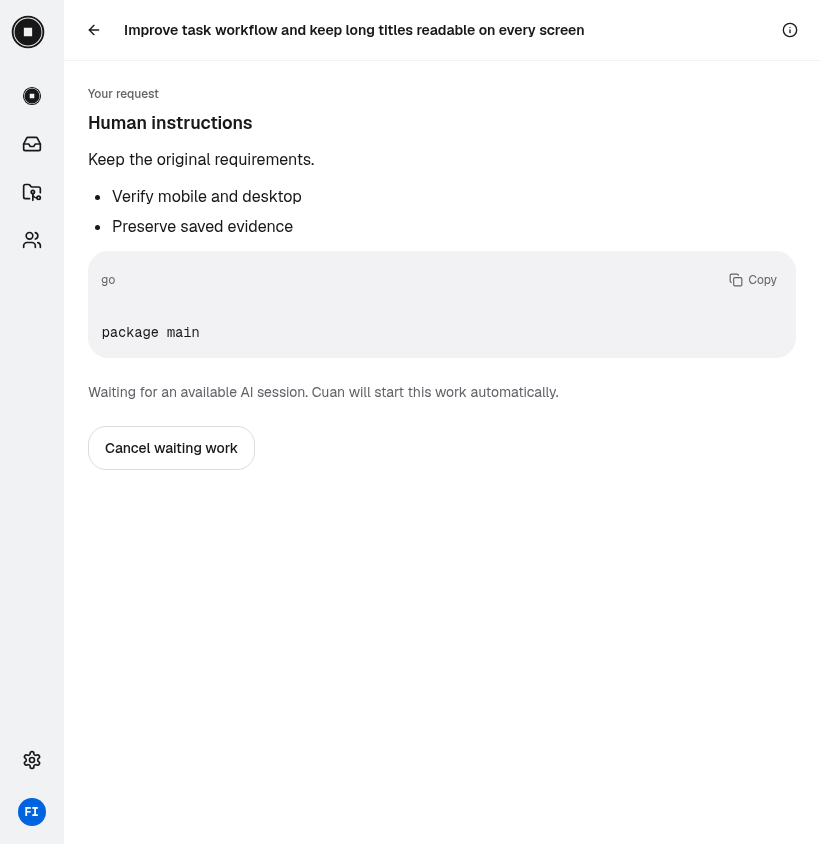 Improve task workflow and keep long titles readable on every screen
Your request
Human instructions
Keep the original requirements.
Verify mobile and desktop
Preserve saved evidence
go
Copy
package main
Waiting for an available AI session. Cuan will start this work automatically.
Cancel waiting work
FI